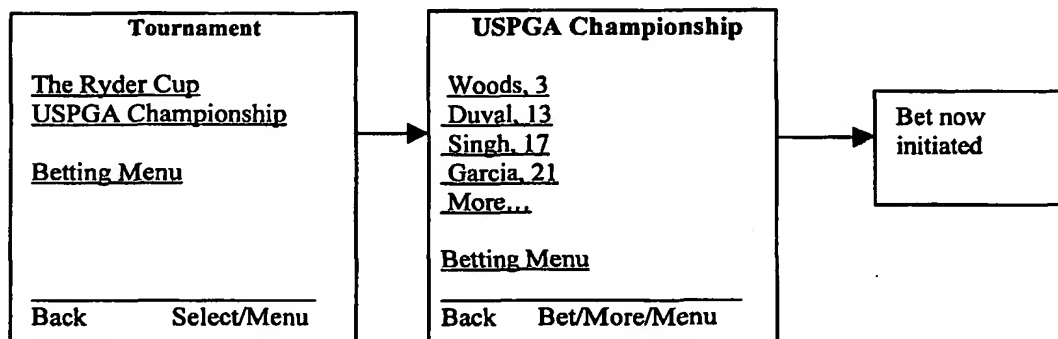 Tournament
The Ryder Cup
USPGA Championship
Betting Menu
Back Select/Menu
USPGA Championship
Woods, 3
Duval, 13
Singh, 17
Garcia, 21
More...
Betting Menu
Back Bet/More/Menu
Bet now
initiated